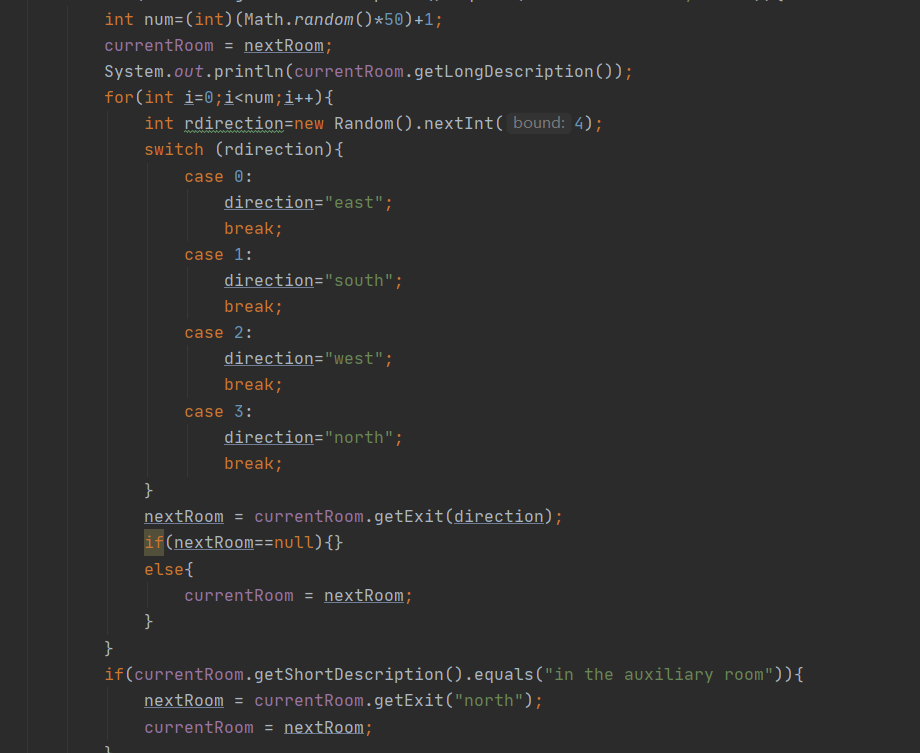 int num=(int)(Math.random()*50)+1;
currentRoom = nextRoom;
System.out.println(currentRoom.getLongDescription());
for(int i=0;i<num;i++){
int rdirection=new Random().nextInt( bound: 4);
switch (rdirection){
case 0:
direction="east";
break;
case 1:
direction="south";
break;
case 2:
direction="west";
break;
case 3:
direction="north";
break;
}
nextRoom = currentRoom.getExit(direction);
if(nextRoom==null){}
else{
currentRoom = nextRoom;
}
}
if(currentRoom.getShortDescription().equals("in the auxiliary room")){
nextRoom = currentRoom.getExit("north");
currentRoom = nextRoom;